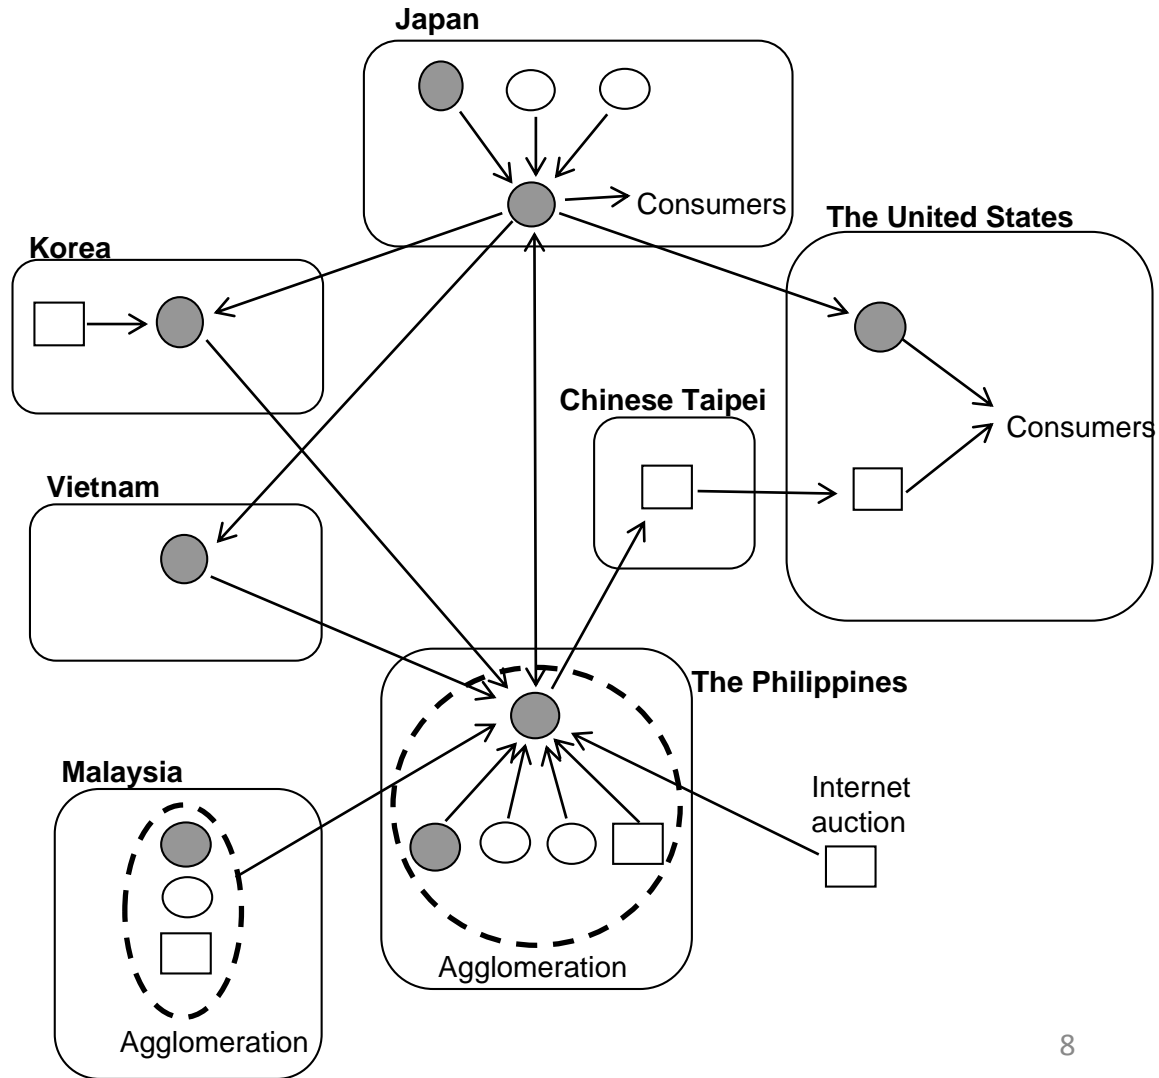 Japan
Consumers
The United States
Korea
Chinese Taipei
Consumers
Vietnam
The Philippines
Malaysia
Internet
auction
Agglomeration
Agglomeration
8